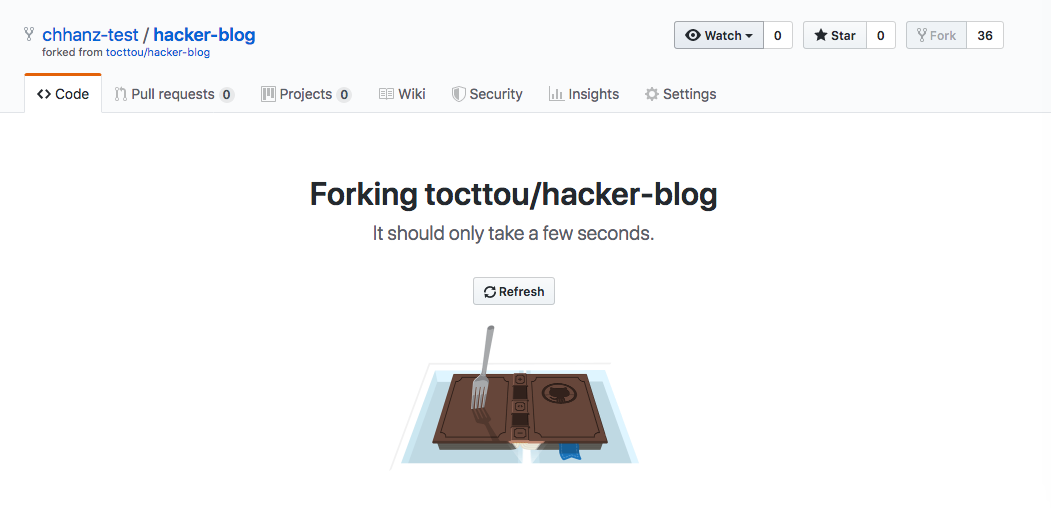 chhanz-test / hacker-blog
forked from tocttou/hacker-blog
Watch 0 Star 0 Fork 36
Code Pull requests 0 Projects 0 Wiki Security Insights Settings
Forking tocttou/hacker-blog
It should only take a few seconds.
Refresh